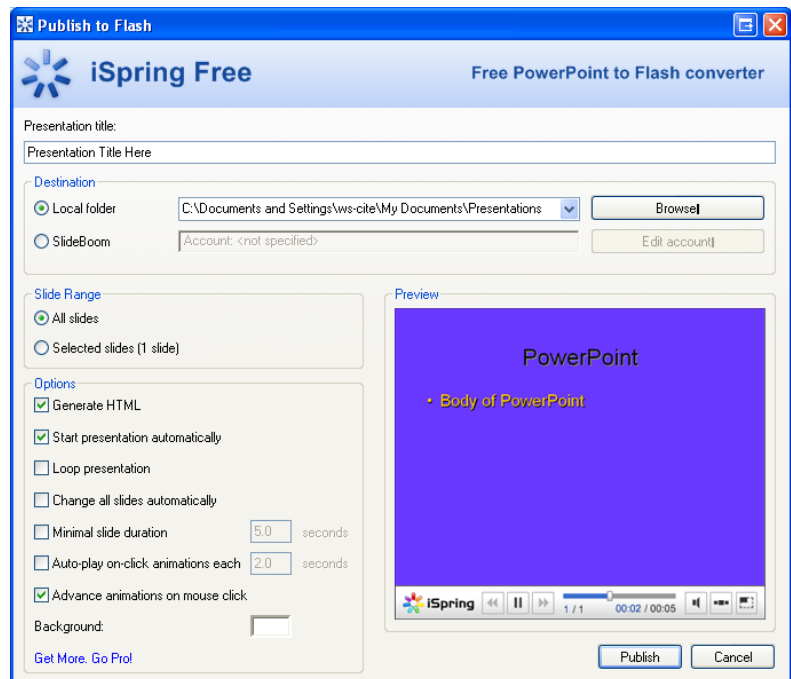 Publish to Flash
iSpring Free
Free PowerPoint to Flash converter
Presentation title:
Presentation Title Here
Destination
Local folder
C:\Documents and Settings\ws-cite\My Documents\Presentations
Browse
SlideBoom
Account: <not specified>
Edit account
Slide Range
All slides
Selected slides (1 slide)
Options
Generate HTML
Start presentation automatically
Loop presentation
Change all slides automatically
Minimal slide duration 5.0 seconds
Auto-play on-click animations each 2.0 seconds
Advance animations on mouse click
Background:
Get More. Go Pro!
Preview
PowerPoint
• Body of PowerPoint
iSpring 1 / 1 00:02 / 00:05
Publish Cancel